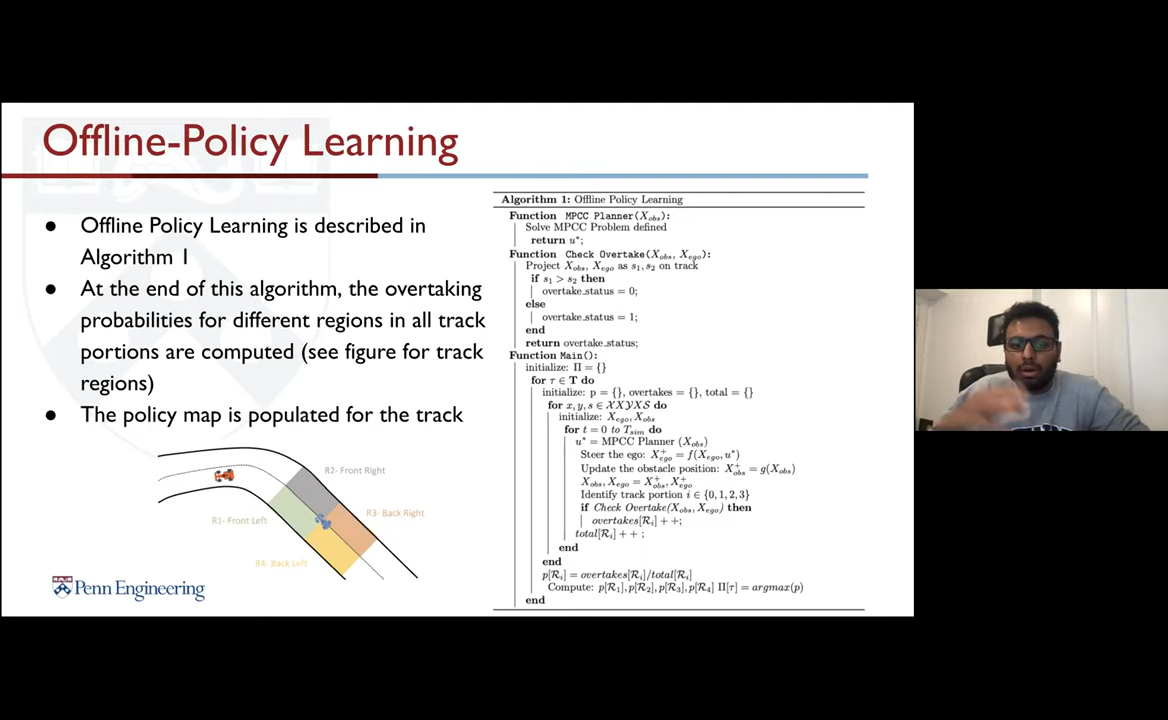 Offline-Policy Learning
● Offline Policy Learning is described in
Algorithm 1
● At the end of this algorithm, the overtaking
probabilities for different regions in all track
portions are computed (see figure for track
regions)
● The policy map is populated for the track
R2- Front Right
R1- Front Left
R3- Back Right
R4- Back Left
Penn Engineering
Algorithm 1: Offline Policy Learning
Function MPCC Planner(X_obs):
Solve MPCC Problem defined
return u*;
Function Check Overtake(X_obs, X_ego):
Project X_obs, X_ego as s_1, s_2 on track
if s_1 > s_2 then
overtake_status = 0;
else
overtake_status = 1;
end
return overtake_status;
Function Main():
initialize: Π = {}
for τ ∈ T do
initialize: p = {}, overtakes = {}, total = {}
for x, y, s ∈ 𝒳X𝒴X𝒮 do
initialize: X_ego, X_obs
for t = 0 to T_sim do
u* = MPCC Planner (X_obs)
Steer the ego: X⁺_ego = f(X_ego, u*)
Update the obstacle position: X⁺_obs = g(X_obs)
X_obs, X_ego = X⁺_obs, X⁺_ego
Identify track portion i ∈ {0, 1, 2, 3}
if Check Overtake(X_obs, X_ego) then
overtakes[ℛ_i] ++;
total[ℛ_i] ++ ;
end
end
p[ℛ_i] = overtakes[ℛ_i]/total[ℛ_i]
Compute: p[ℛ_1], p[ℛ_2], p[ℛ_3], p[ℛ_4] Π[τ] = argmax(p)
end